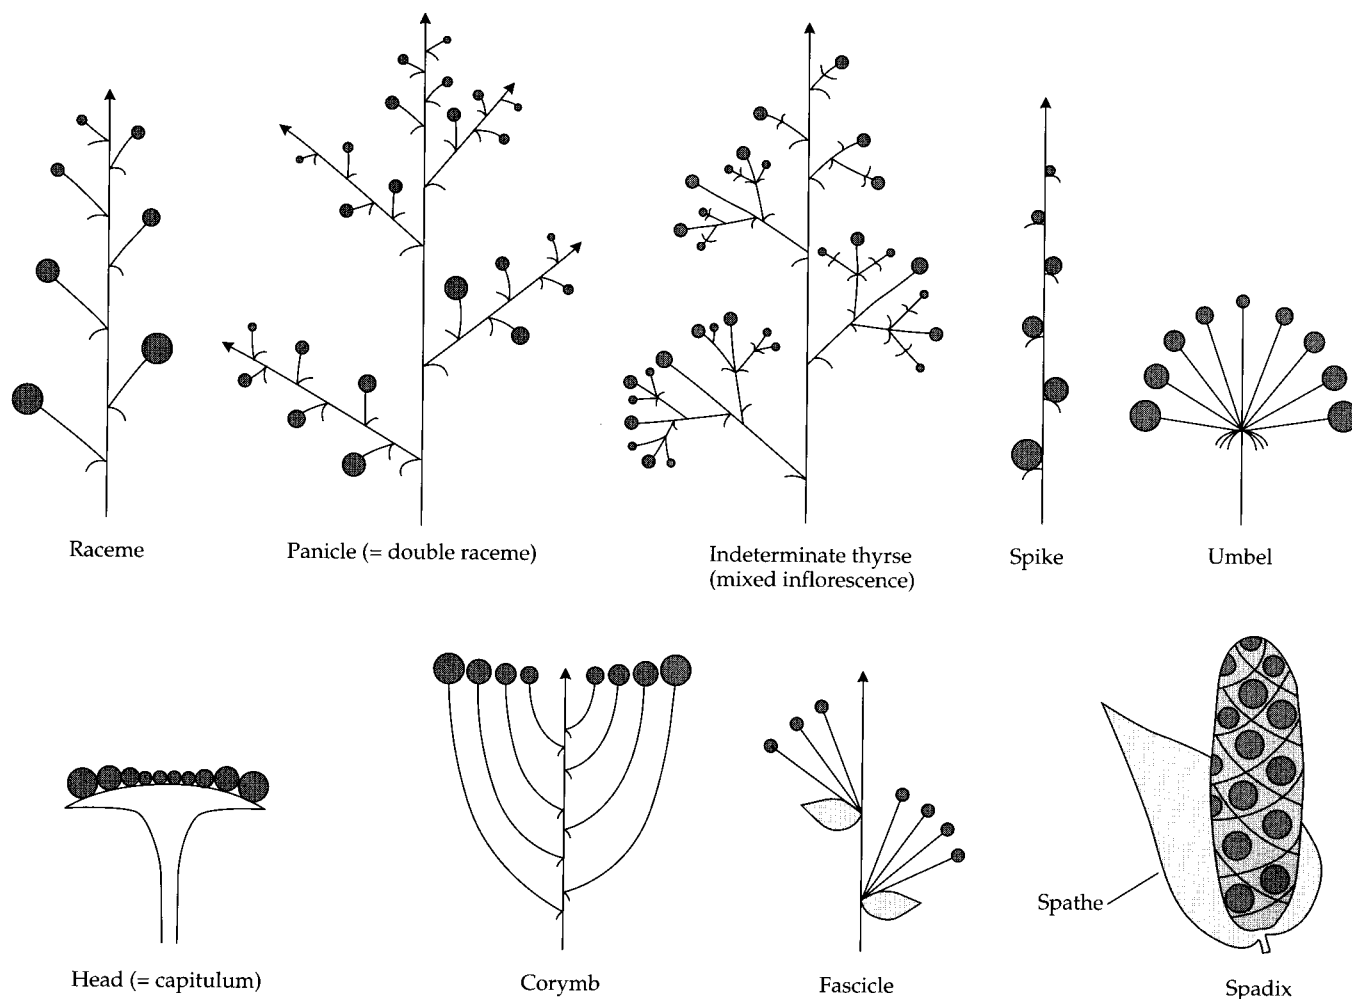 Raceme
Panicle (= double raceme)
Indeterminate thyrse
(mixed inflorescence)
Spike
Umbel
Spathe
Head (= capitulum)
Corymb
Fascicle
Spadix